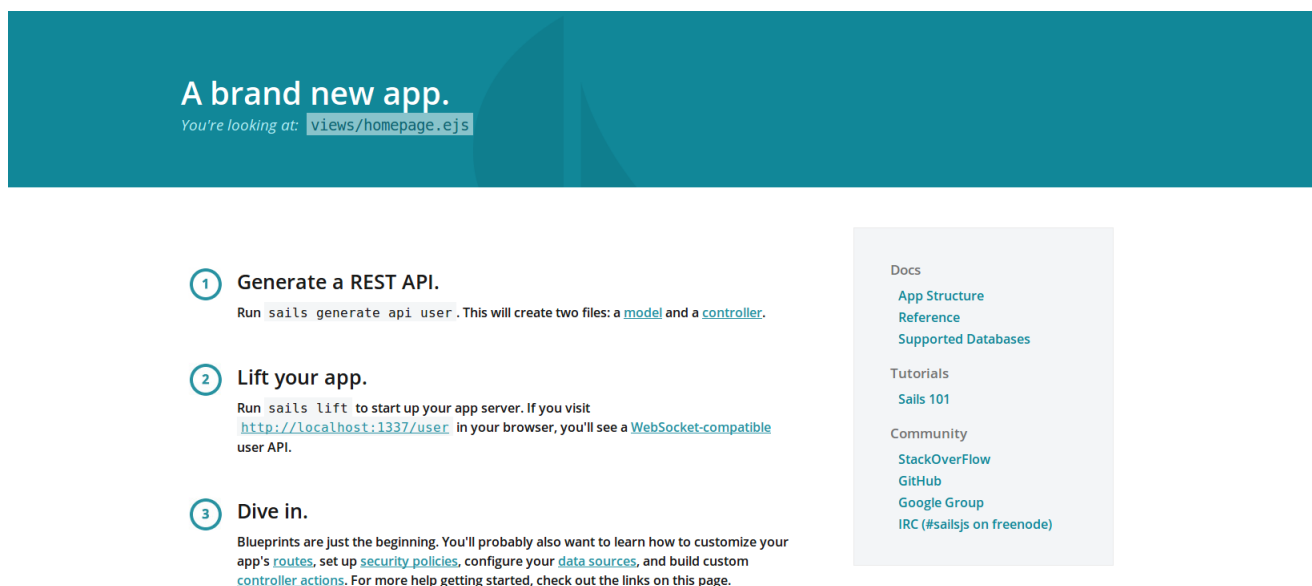 A brand new app.
You're looking at: views/homepage.ejs
1
Generate a REST API.
Run sails generate api user. This will create two files: a model and a controller.
2
Lift your app.
Run sails lift to start up your app server. If you visit
http://localhost:1337/user in your browser, you'll see a WebSocket-compatible
user API.
3
Dive in.
Blueprints are just the beginning. You'll probably also want to learn how to customize your
app's routes, set up security policies, configure your data sources, and build custom
controller actions. For more help getting started, check out the links on this page.
Docs
App Structure
Reference
Supported Databases
Tutorials
Sails 101
Community
StackOverFlow
GitHub
Google Group
IRC (#sailsjs on freenode)